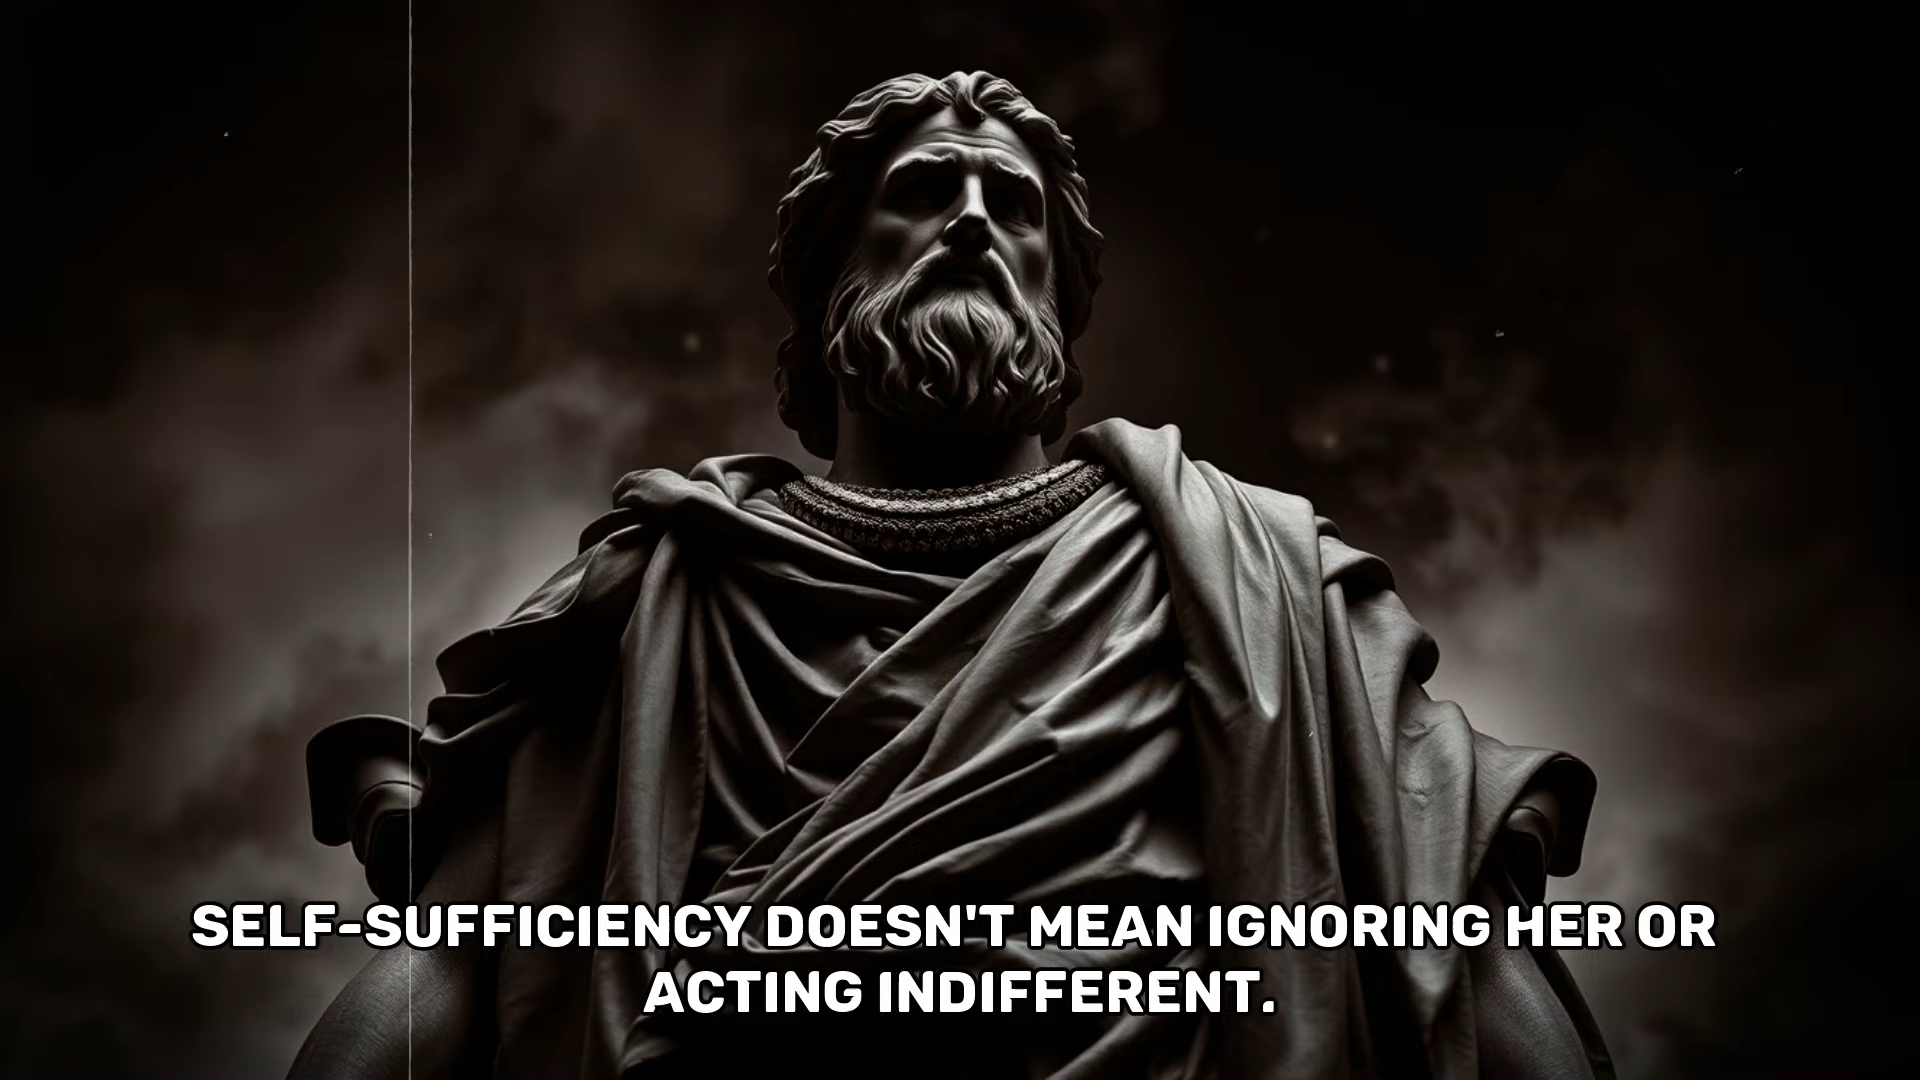 SELF-SUFFICIENCY DOESN'T MEAN IGNORING HER OR
ACTING INDIFFERENT.